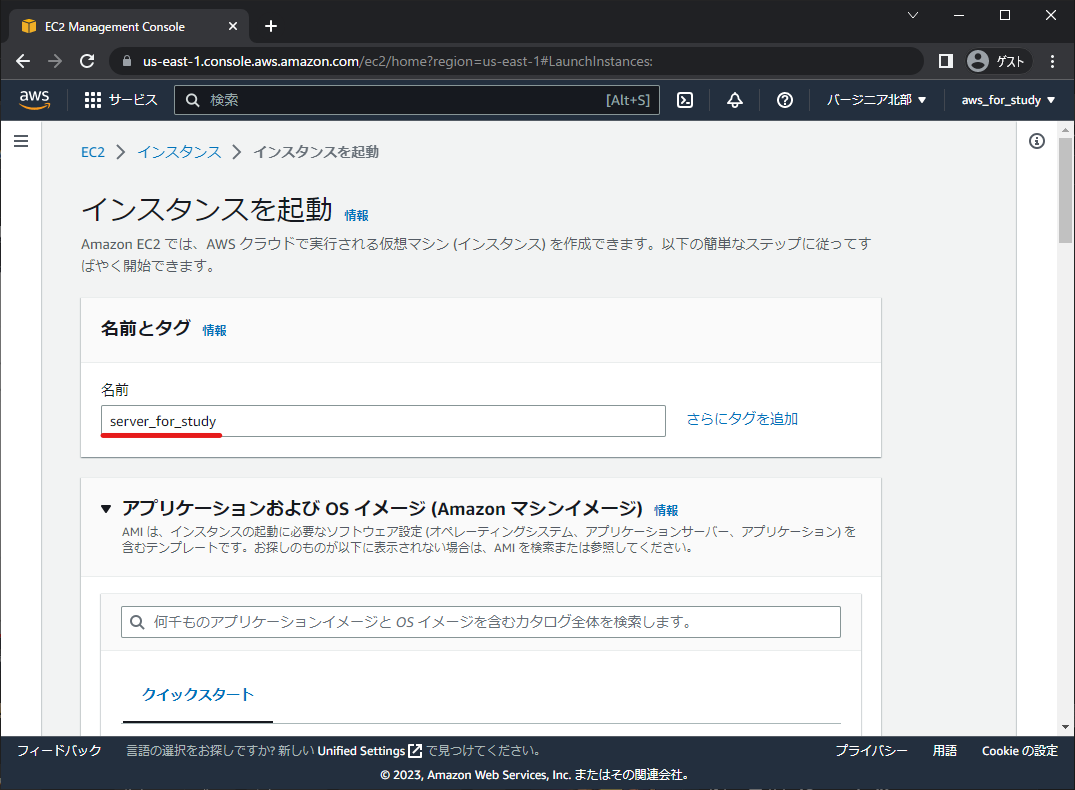 EC2 Management Console
us-east-1.console.aws.amazon.com/ec2/home?region=us-east-1#LaunchInstances:
ゲスト
aws
サービス
検索
[Alt+S]
バージニア北部
aws_for_study
EC2
インスタンス
インスタンスを起動
インスタンスを起動 情報
Amazon EC2 では、AWS クラウドで実行される仮想マシン (インスタンス) を作成できます。以下の簡単なステップに従ってす
ばやく開始できます。
名前とタグ 情報
名前
server_for_study
さらにタグを追加
アプリケーションおよび OS イメージ (Amazon マシンイメージ) 情報
AMI は、インスタンスの起動に必要なソフトウェア設定 (オペレーティングシステム、アプリケーションサーバー、アプリケーション) を
含むテンプレートです。お探しのものが以下に表示されない場合は、AMI を検索または参照してください。
何千ものアプリケーションイメージと OS イメージを含むカタログ全体を検索します。
クイックスタート
フィードバック
言語の選択をお探しですか? 新しい Unified Settings で見つけてください。
プライバシー
用語
Cookie の設定
© 2023, Amazon Web Services, Inc. またはその関連会社。